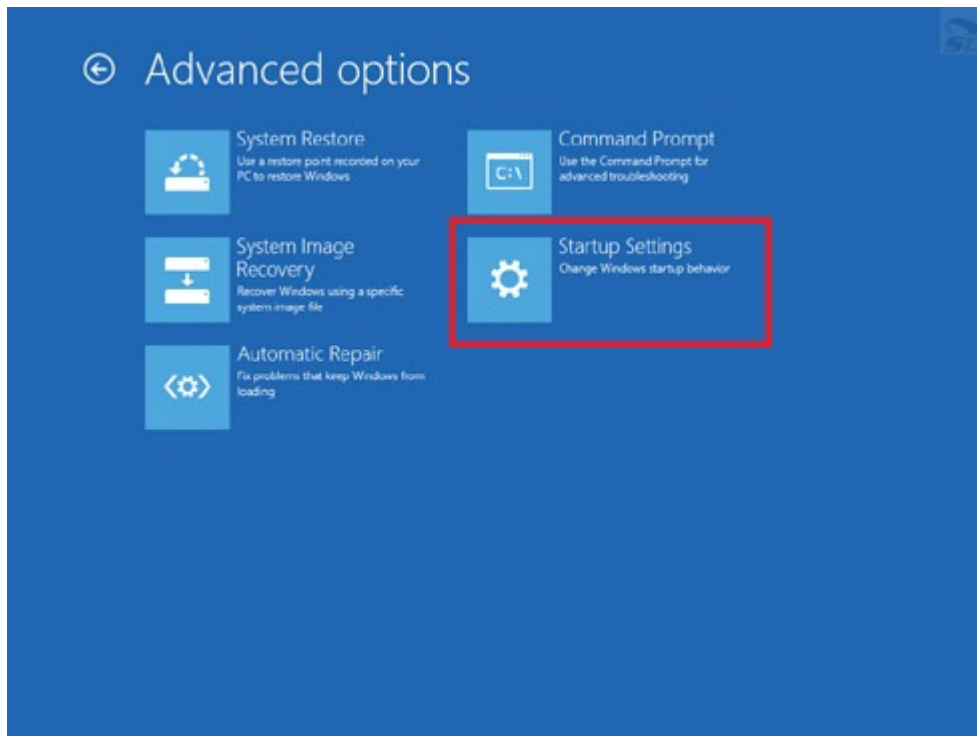 Advanced options
System Restore
Use a restore point recorded on your
PC to restore Windows
Command Prompt
Use the Command Prompt for
advanced troubleshooting
System Image
Recovery
Recover Windows using a specific
system image file
Startup Settings
Change Windows startup behavior
Automatic Repair
Fix problems that keep Windows from
loading
C:\